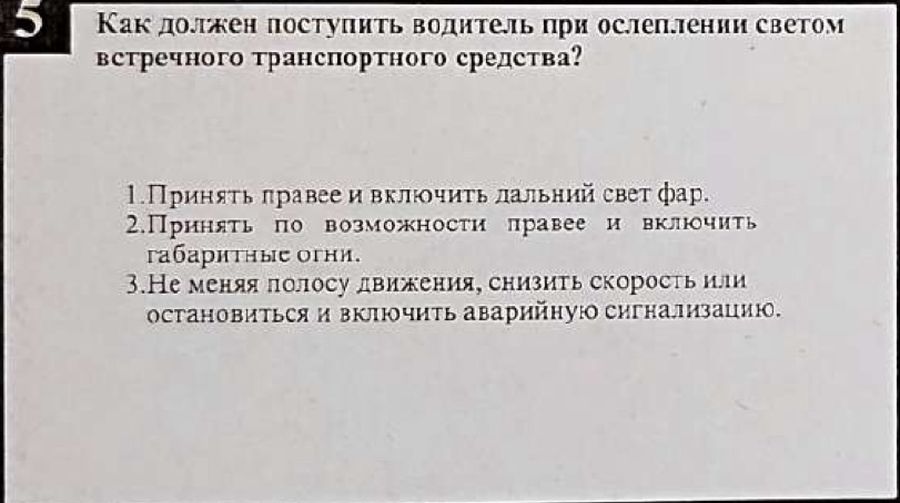 5
Как должен поступить водитель при ослеплении светом
встречного транспортного средства?
1.Принять правее и включить дальний свет фар.
2.Принять по возможности правее и включить
габаритные огни.
3.Не меняя полосу движения, снизить скорость или
остановиться и включить аварийную сигнализацию.